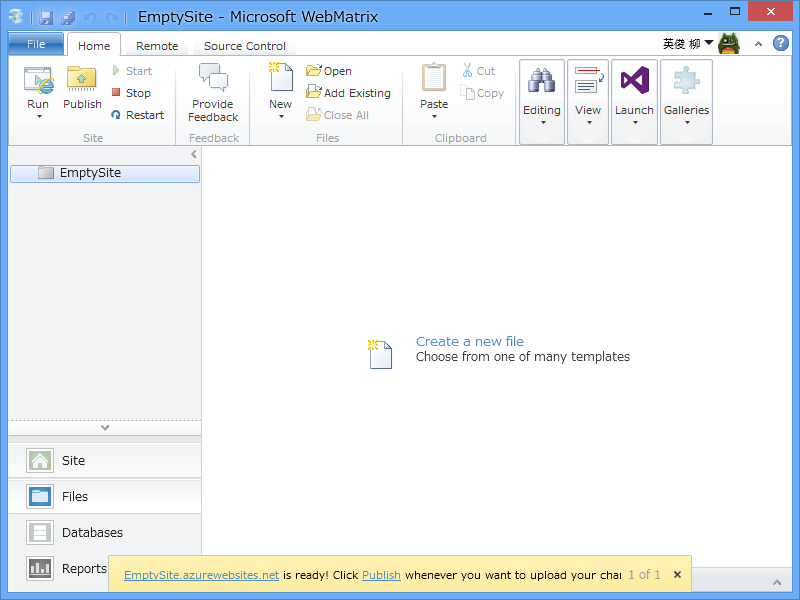 EmptySite - Microsoft WebMatrix
File Home Remote Source Control 英俊 柳
Run Publish Start Stop Restart Site
Provide Feedback Feedback
New Open Add Existing Close All Files
Paste Cut Copy Clipboard
Editing View Launch Galleries
EmptySite
Create a new file
Choose from one of many templates
Site
Files
Databases
Reports
EmptySite.azurewebsites.net is ready! Click Publish whenever you want to upload your 1 of 1